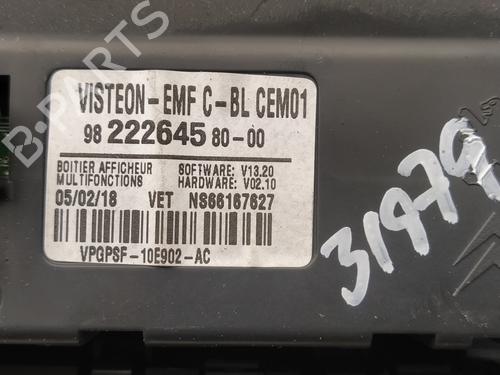 VISTEON-EMF C-BL CEM01
98 222645 80-00
BOITIER AFFICHEUR SOFTWARE: V13.20
MULTIFONCTIONS HARDWARE: V02.10
05/02/18 VET NS66167627
VPGPSF-10E902-AC
31979